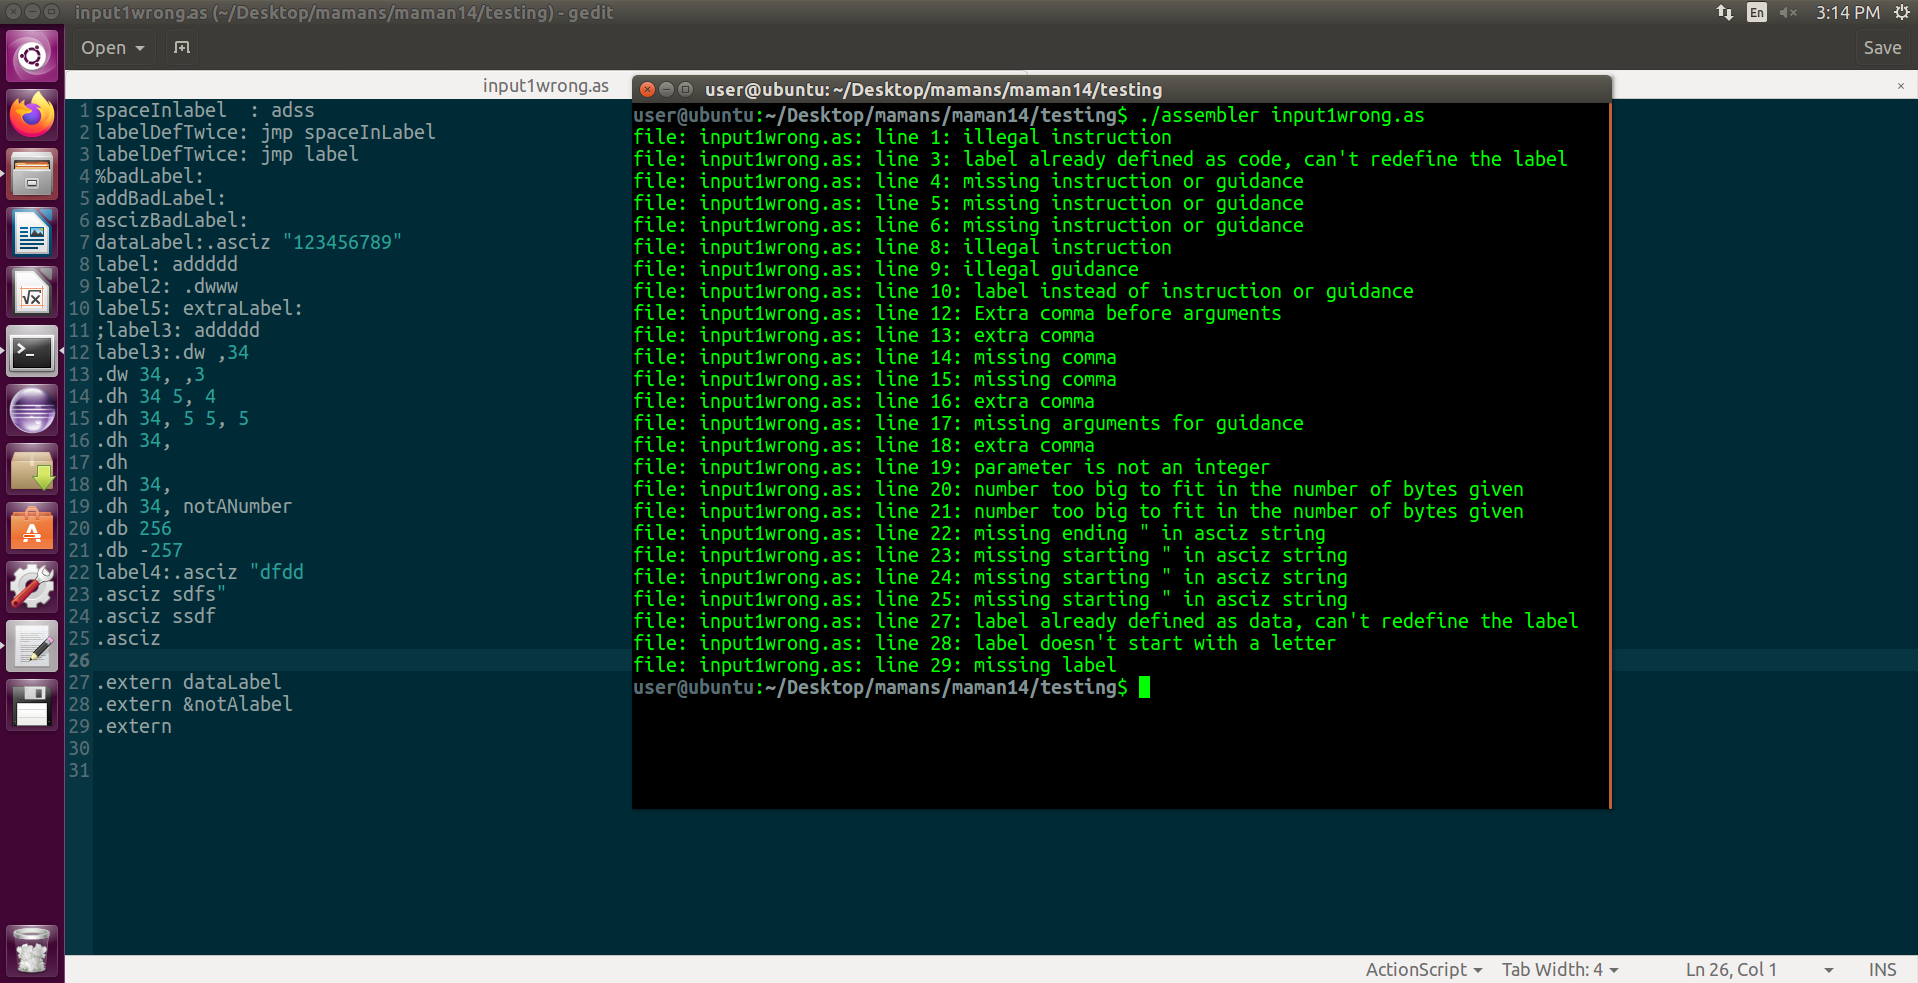 input1wrong.as (~/Desktop/mamans/maman14/testing) - gedit
En
3:14 PM
Open
Save
input1wrong.as
1 spaceInlabel  : adss
2 labelDefTwice: jmp spaceInLabel
3 labelDefTwice: jmp label
4 %badLabel:
5 addBadLabel:
6 ascizBadLabel:
7 dataLabel:.asciz "123456789"
8 label: addddd
9 label2: .dwww
10 label5: extraLabel:
11 ;label3: addddd
12 label3:.dw ,34
13 .dw 34, ,3
14 .dh 34 5, 4
15 .dh 34, 5 5, 5
16 .dh 34,
17 .dh
18 .dh 34,
19 .dh 34, notANumber
20 .db 256
21 .db -257
22 label4:.asciz "dfdd
23 .asciz sdfs"
24 .asciz ssdf
25 .asciz
26
27 .extern dataLabel
28 .extern &notAlabel
29 .extern
30
31
user@ubuntu: ~/Desktop/mamans/maman14/testing
user@ubuntu:~/Desktop/mamans/maman14/testing$ ./assembler input1wrong.as
file: input1wrong.as: line 1: illegal instruction
file: input1wrong.as: line 3: label already defined as code, can't redefine the label
file: input1wrong.as: line 4: missing instruction or guidance
file: input1wrong.as: line 5: missing instruction or guidance
file: input1wrong.as: line 6: missing instruction or guidance
file: input1wrong.as: line 8: illegal instruction
file: input1wrong.as: line 9: illegal guidance
file: input1wrong.as: line 10: label instead of instruction or guidance
file: input1wrong.as: line 12: Extra comma before arguments
file: input1wrong.as: line 13: extra comma
file: input1wrong.as: line 14: missing comma
file: input1wrong.as: line 15: missing comma
file: input1wrong.as: line 16: extra comma
file: input1wrong.as: line 17: missing arguments for guidance
file: input1wrong.as: line 18: extra comma
file: input1wrong.as: line 19: parameter is not an integer
file: input1wrong.as: line 20: number too big to fit in the number of bytes given
file: input1wrong.as: line 21: number too big to fit in the number of bytes given
file: input1wrong.as: line 22: missing ending " in asciz string
file: input1wrong.as: line 23: missing starting " in asciz string
file: input1wrong.as: line 24: missing starting " in asciz string
file: input1wrong.as: line 25: missing starting " in asciz string
file: input1wrong.as: line 27: label already defined as data, can't redefine the label
file: input1wrong.as: line 28: label doesn't start with a letter
file: input1wrong.as: line 29: missing label
user@ubuntu:~/Desktop/mamans/maman14/testing$
ActionScript
Tab Width: 4
Ln 26, Col 1
INS